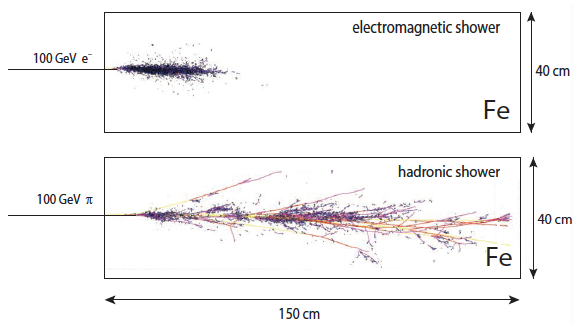 electromagnetic shower
100 GeV e⁻
40 cm
Fe
hadronic shower
100 GeV π
40 cm
Fe
150 cm